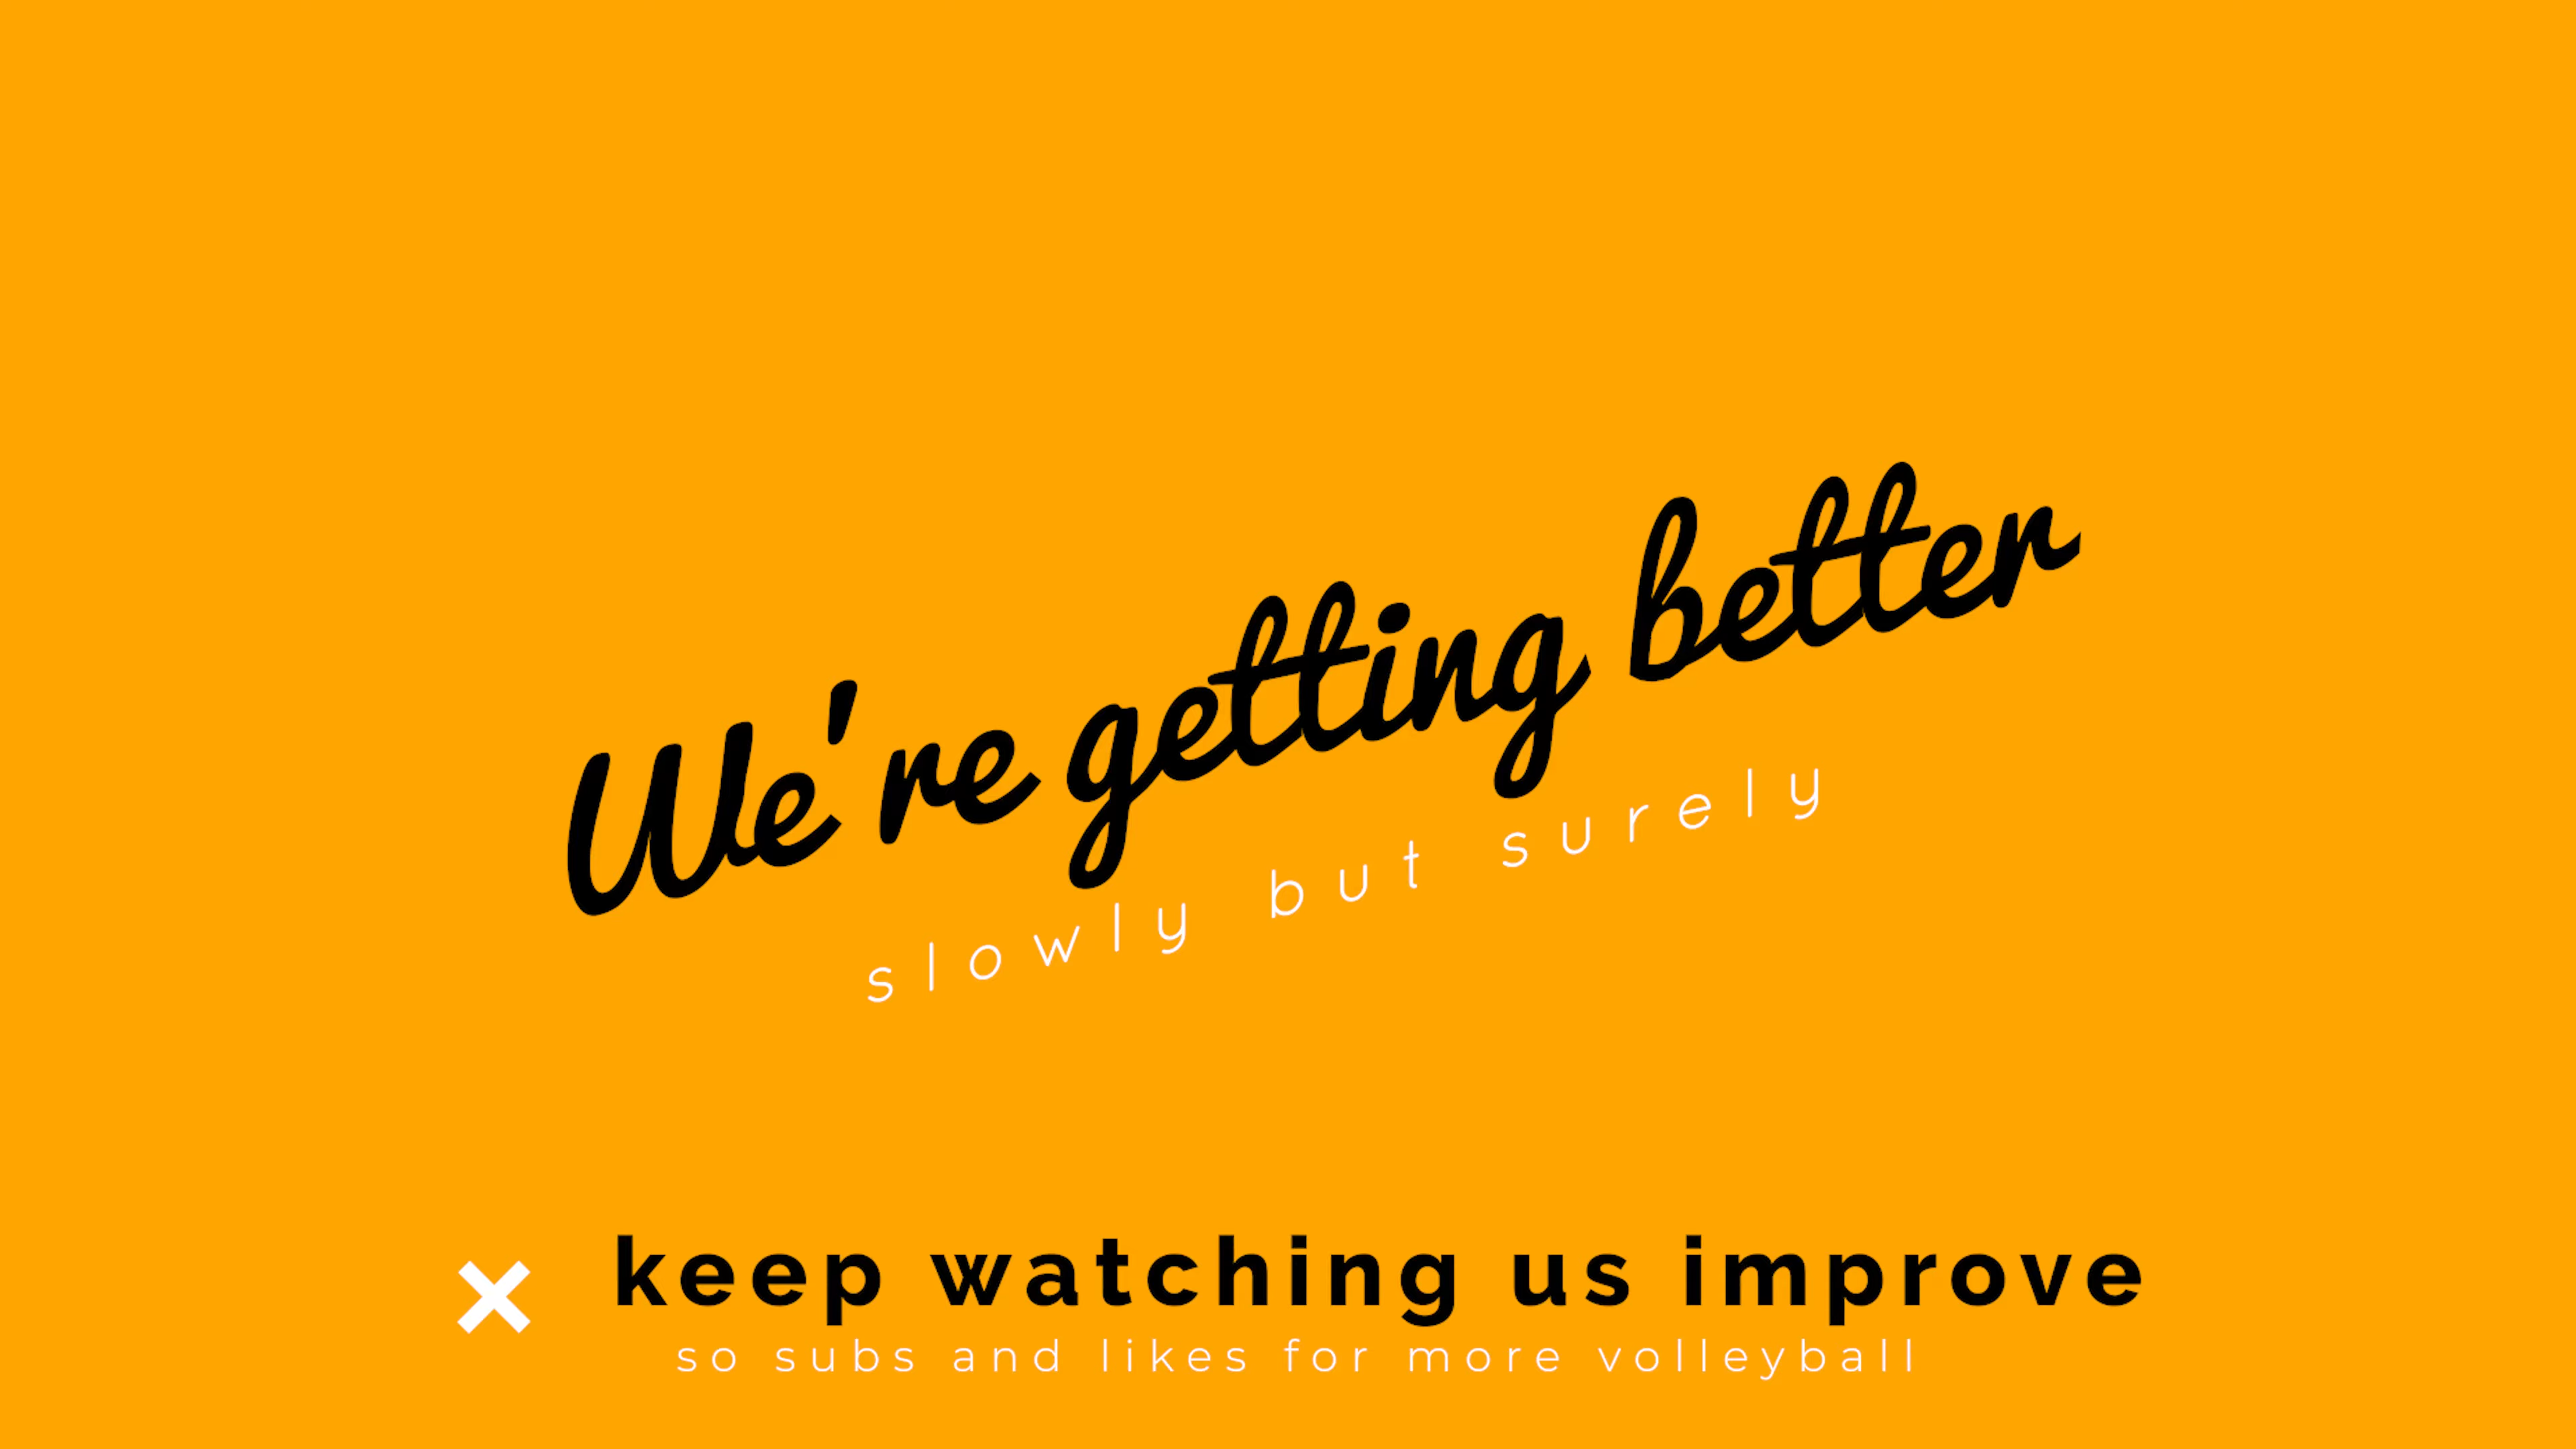 We're getting better
slowly but surely
keep watching us improve
so subs and likes for more volleyball